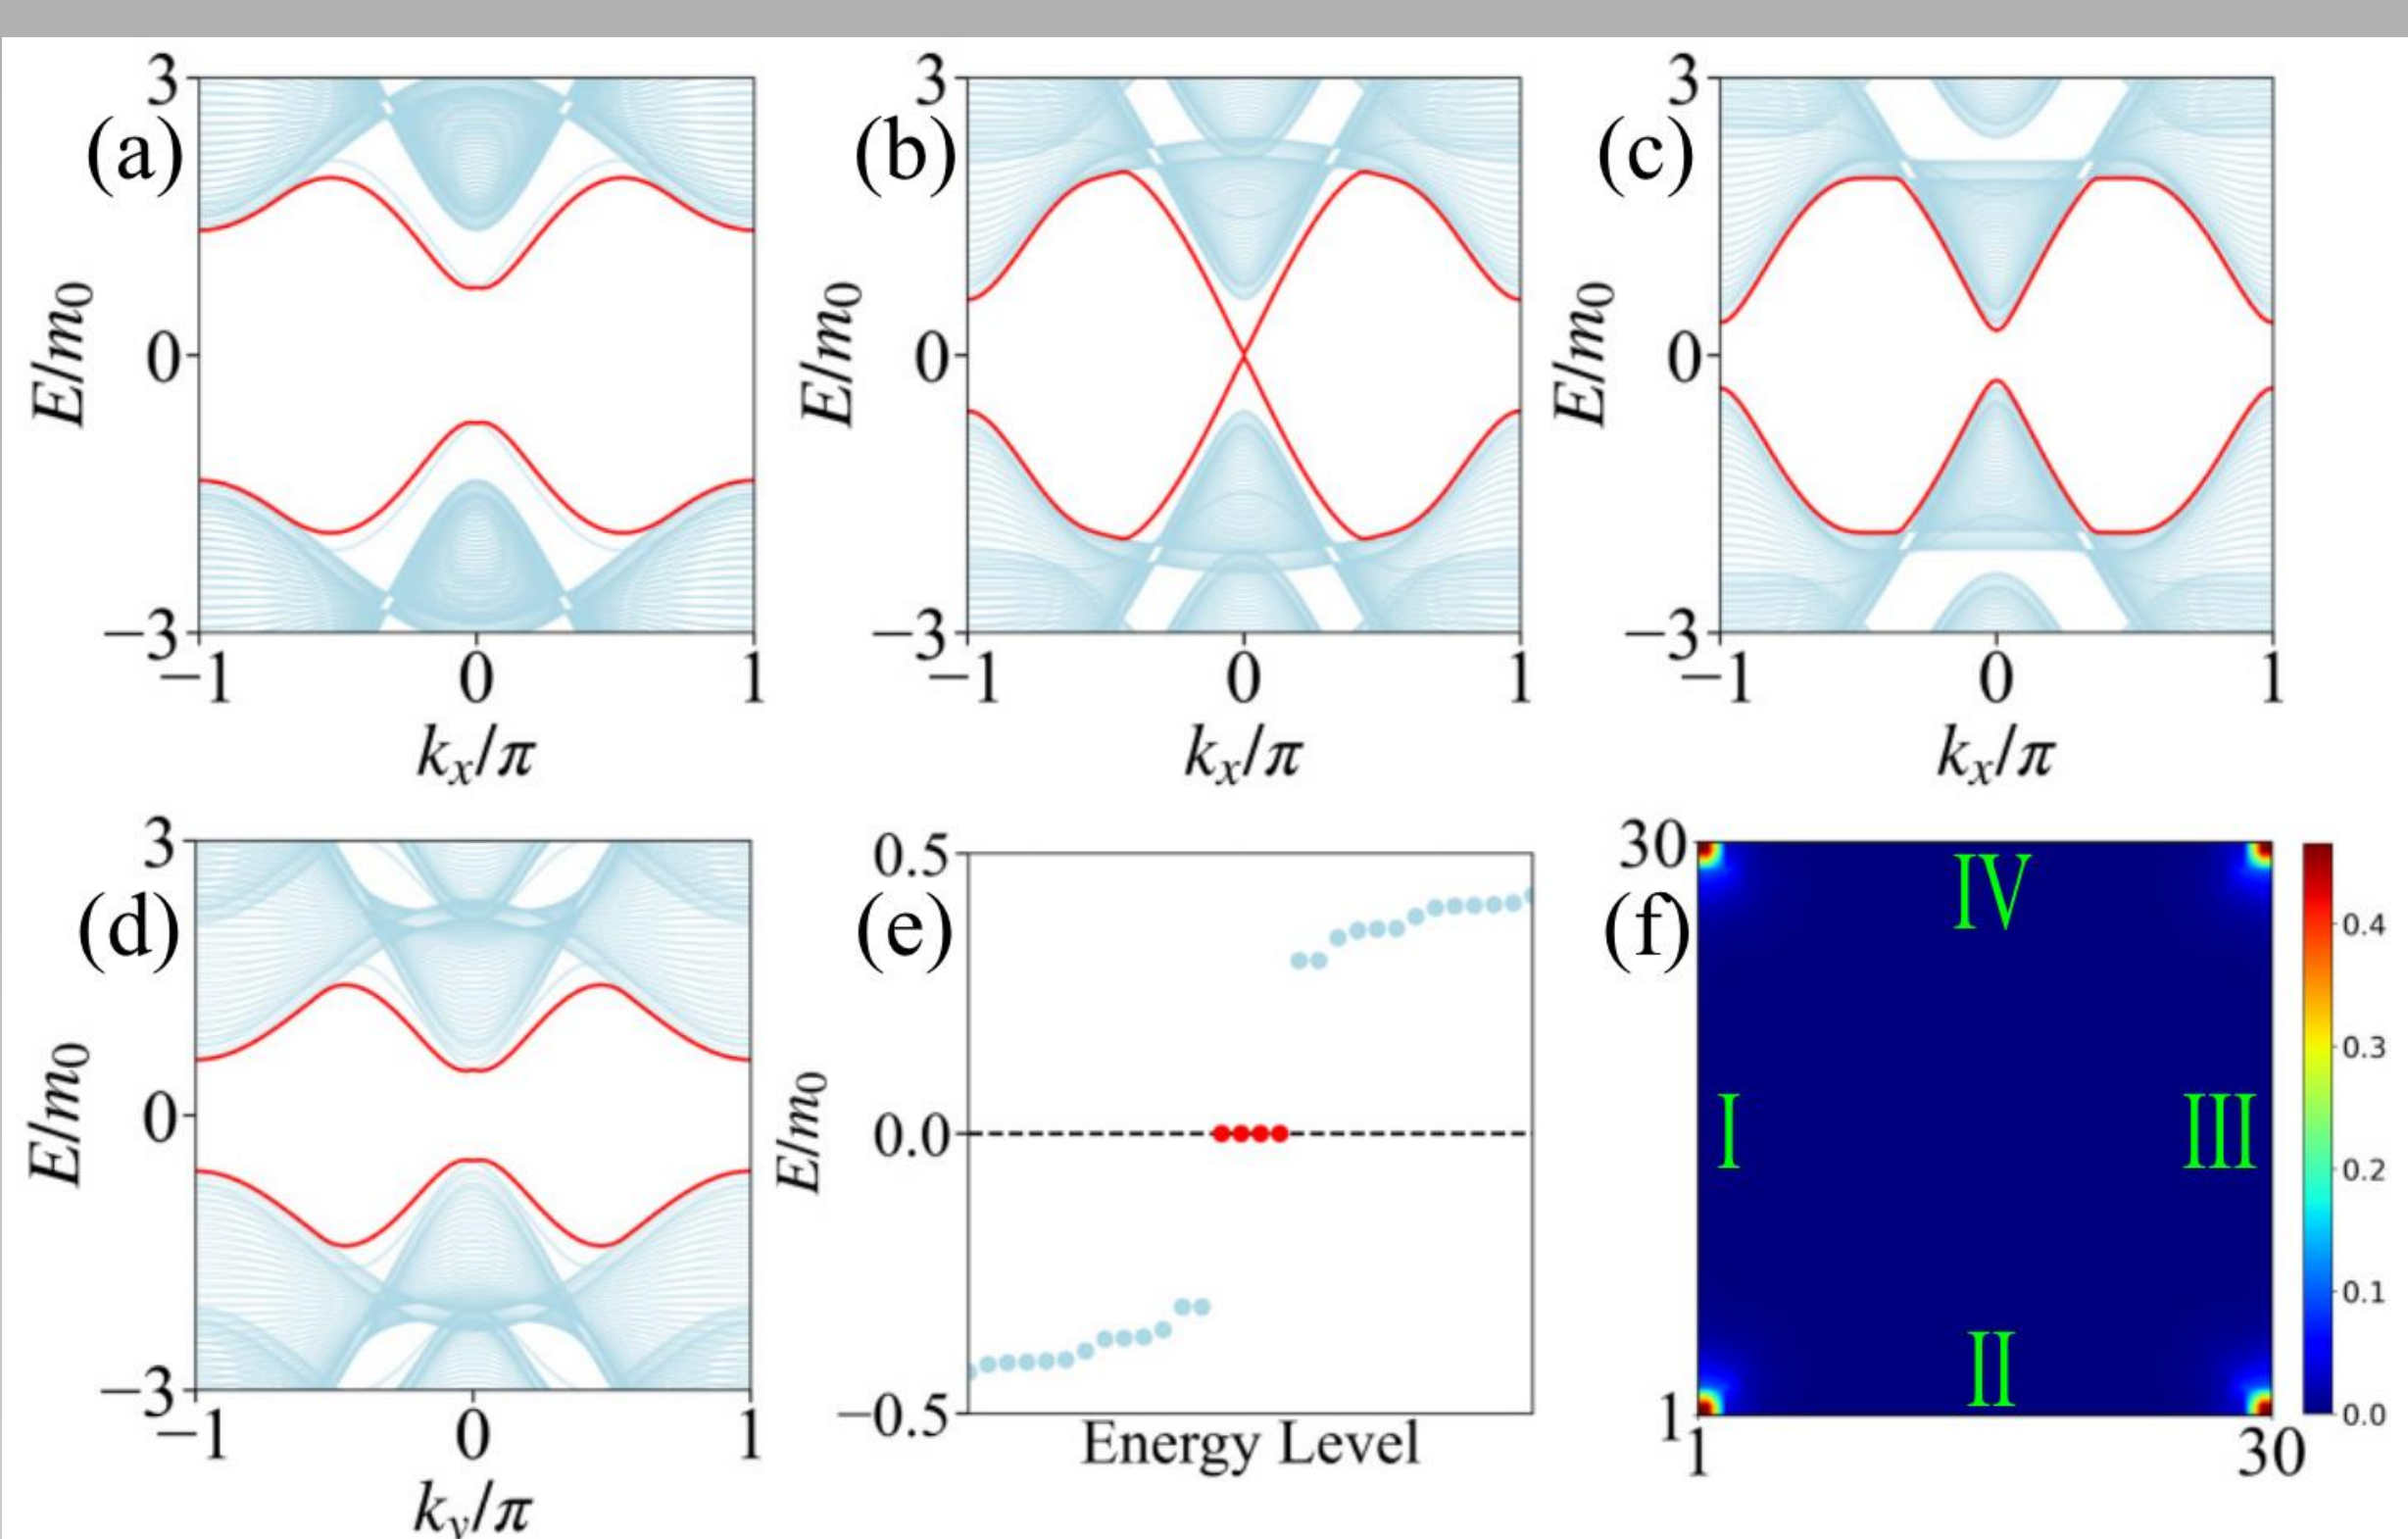 (a)
3
0
−3
−1 0 1
E/m0
kx/π
(b)
3
0
−3
−1 0 1
E/m0
kx/π
(c)
3
0
−3
−1 0 1
E/m0
kx/π
(d)
3
0
−3
−1 0 1
E/m0
ky/π
(e)
0.5
0.0
−0.5
E/m0
Energy Level
(f)
30
1
1 30
IV
I
III
II
0.4
0.3
0.2
0.1
0.0